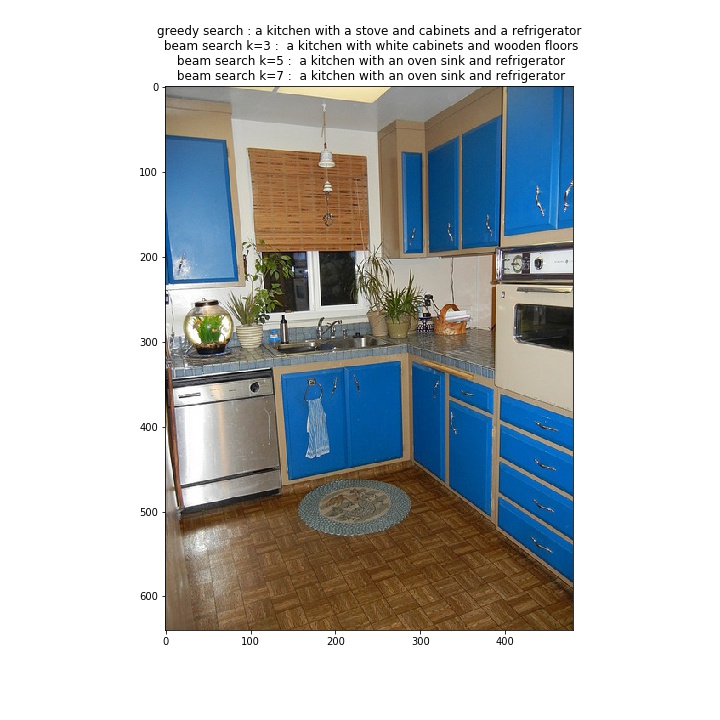 greedy search : a kitchen with a stove and cabinets and a refrigerator
beam search k=3 :  a kitchen with white cabinets and wooden floors
beam search k=5 :  a kitchen with an oven sink and refrigerator
beam search k=7 :  a kitchen with an oven sink and refrigerator
0
100
200
300
400
500
600
0 100 200 300 400